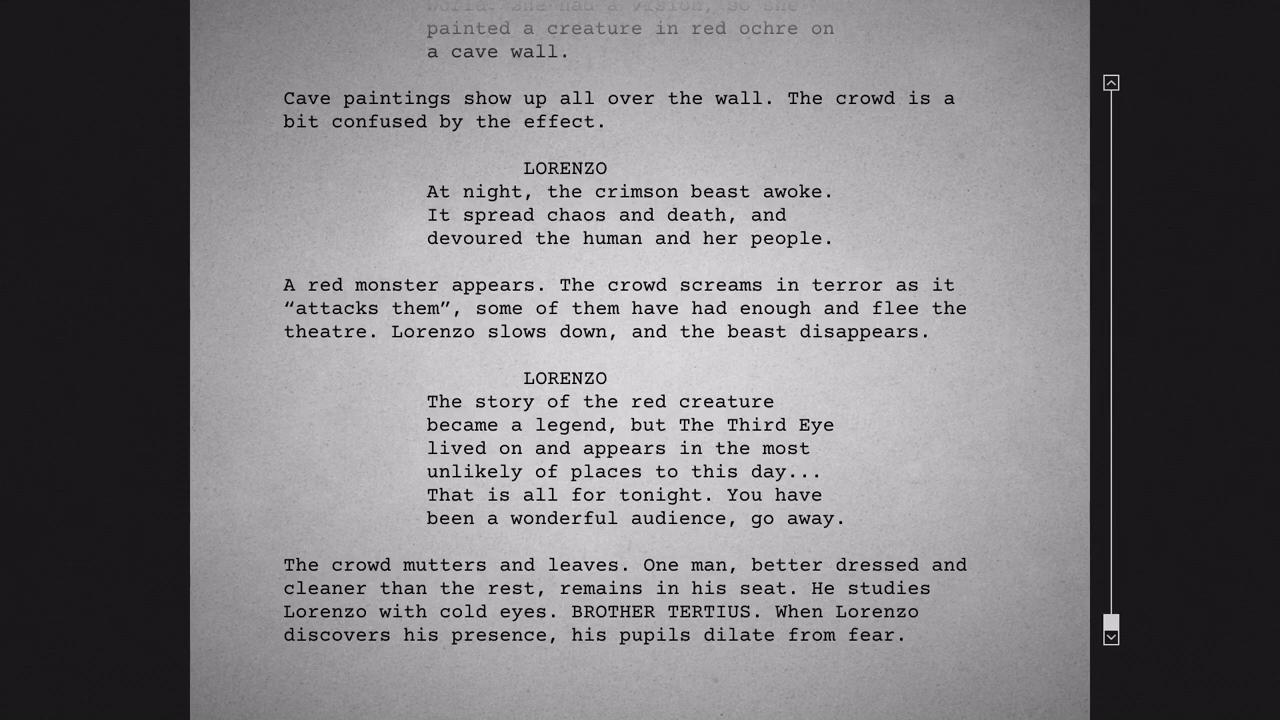 world. She had a vision, so she
painted a creature in red ochre on
a cave wall.
Cave paintings show up all over the wall. The crowd is a
bit confused by the effect.
LORENZO
At night, the crimson beast awoke.
It spread chaos and death, and
devoured the human and her people.
A red monster appears. The crowd screams in terror as it
“attacks them”, some of them have had enough and flee the
theatre. Lorenzo slows down, and the beast disappears.
LORENZO
The story of the red creature
became a legend, but The Third Eye
lived on and appears in the most
unlikely of places to this day...
That is all for tonight. You have
been a wonderful audience, go away.
The crowd mutters and leaves. One man, better dressed and
cleaner than the rest, remains in his seat. He studies
Lorenzo with cold eyes. BROTHER TERTIUS. When Lorenzo
discovers his presence, his pupils dilate from fear.